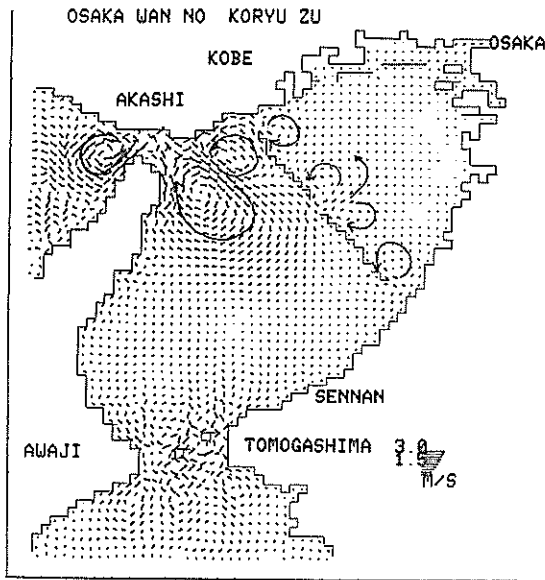 OSAKA WAN NO KORYU ZU
OSAKA
KOBE
AKASHI
SENNAN
AWAJI
TOMOGASHIMA
3.0
1.5
M/S